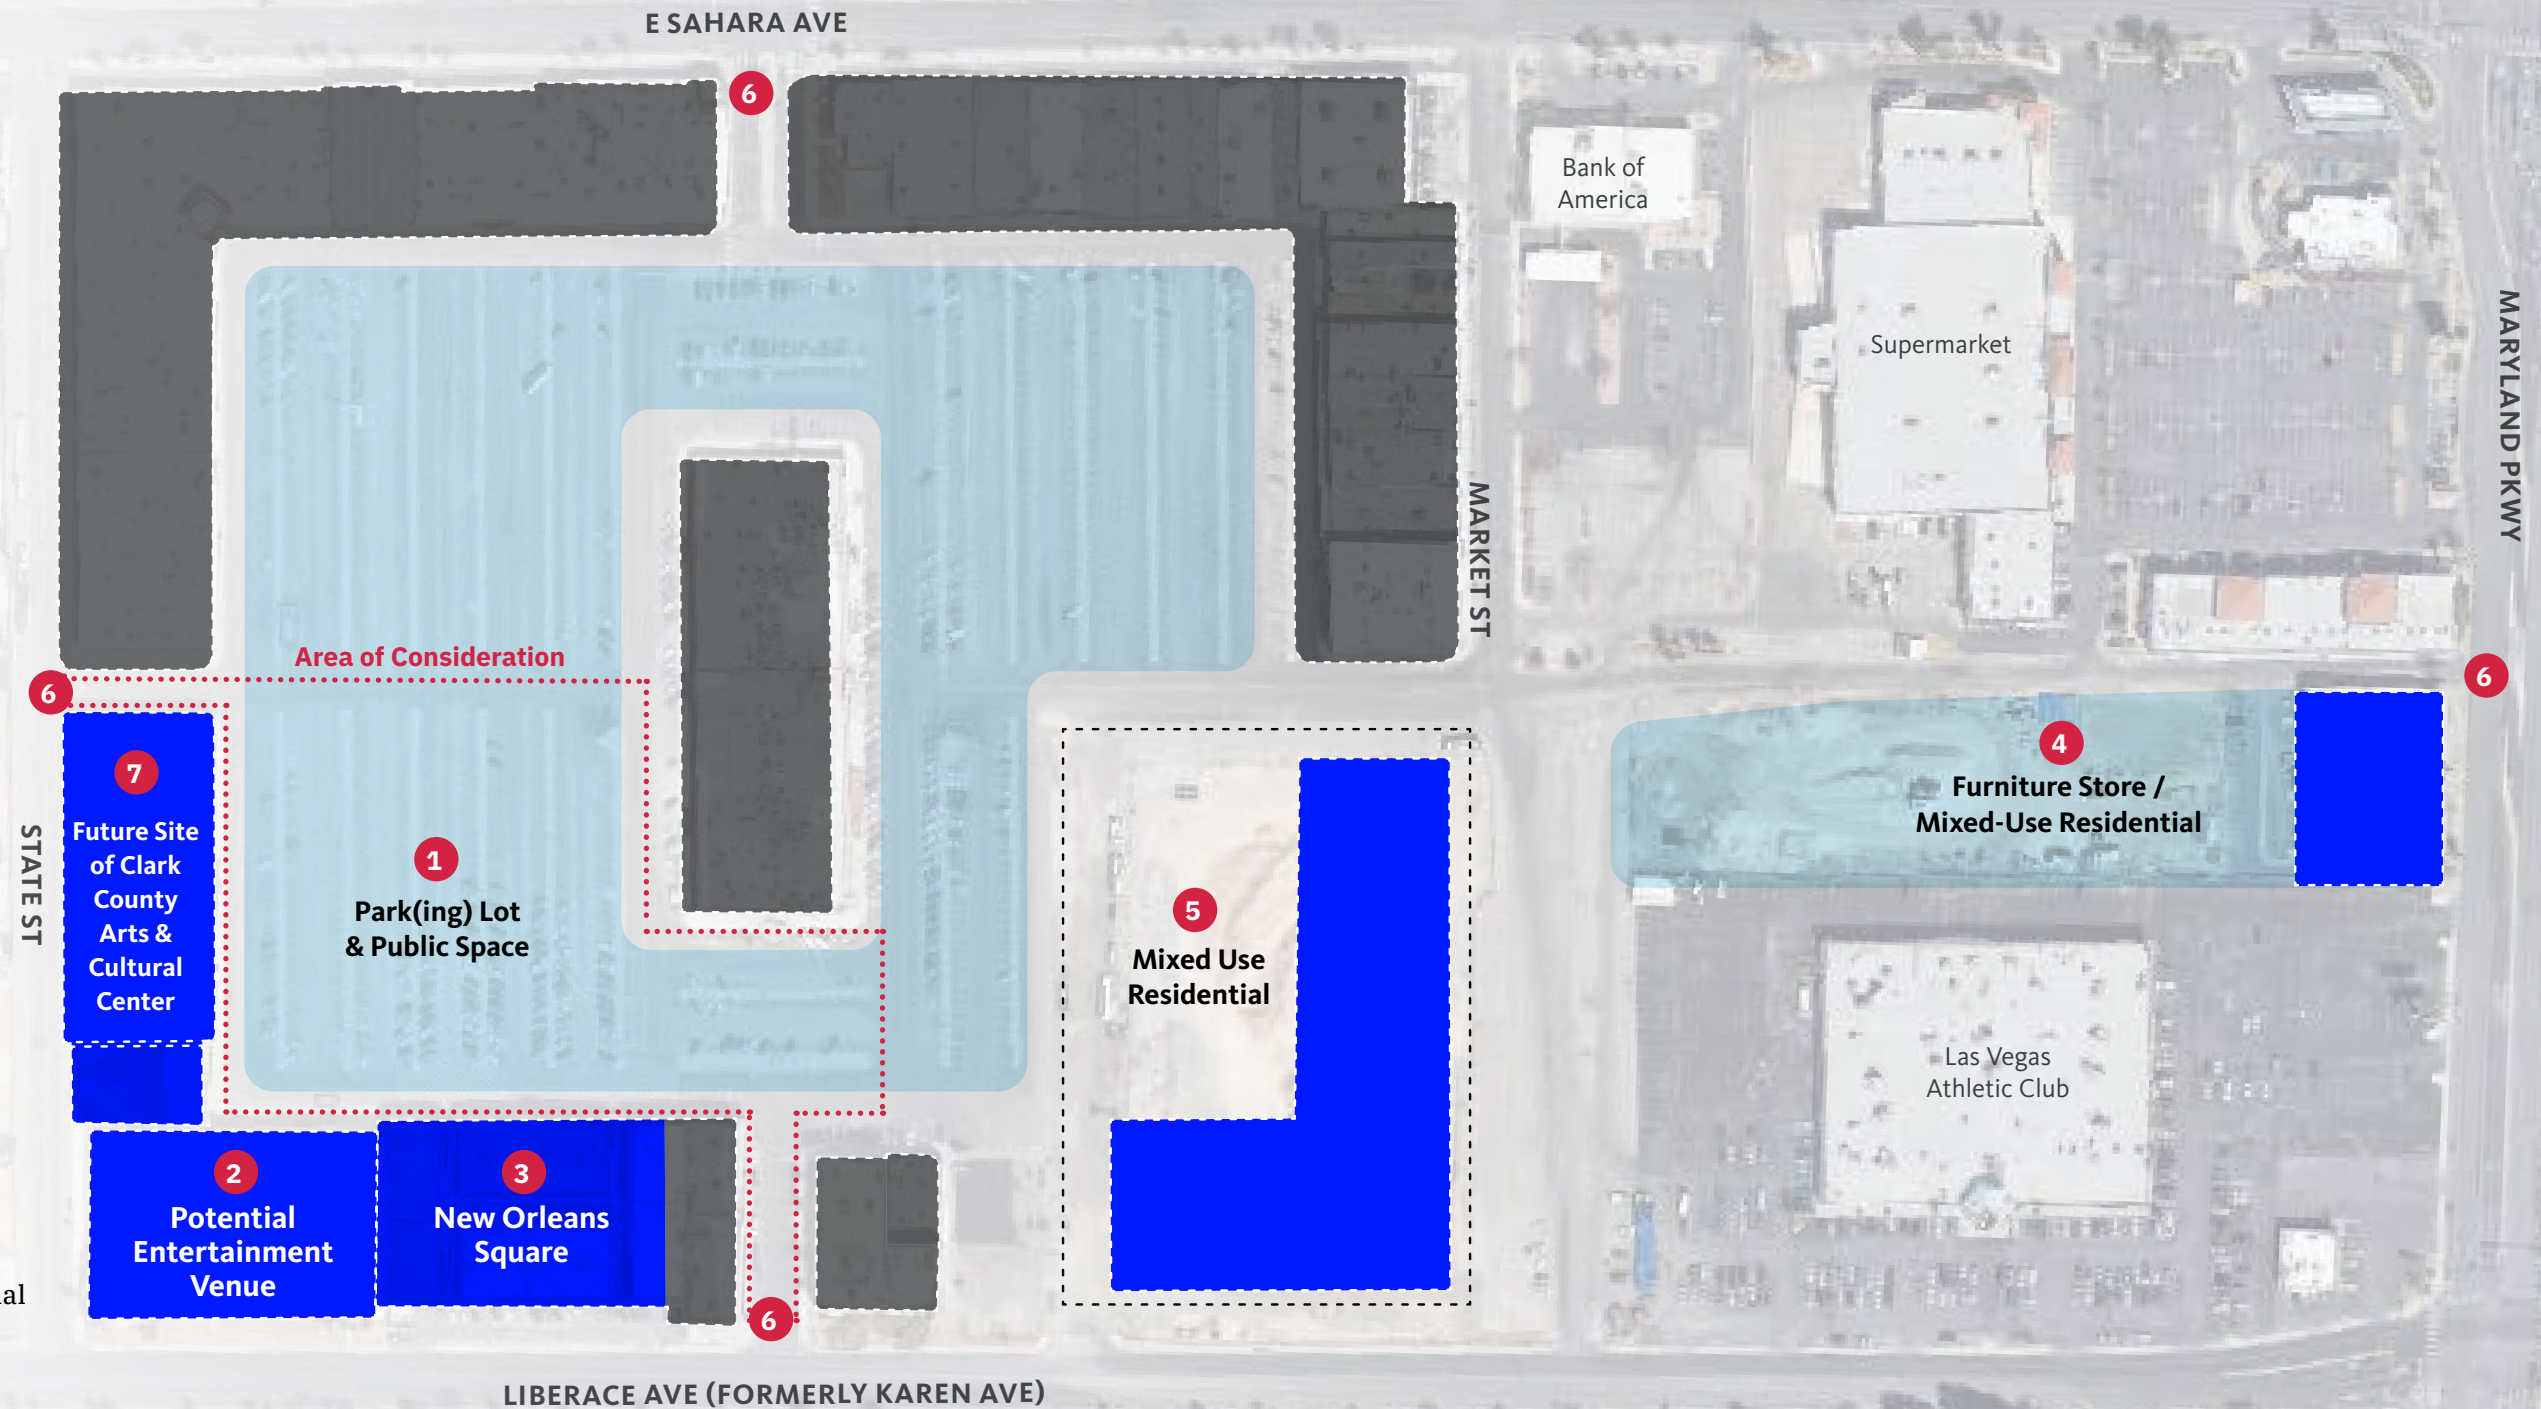 E SAHARA AVE
6
Bank of
America
Supermarket
MARYLAND PKWY
MARKET ST
Area of Consideration
6
6
7
Future Site
of Clark
County
Arts &
Cultural
Center
STATE ST
1
Park(ing) Lot
& Public Space
4
Furniture Store /
Mixed-Use Residential
5
Mixed Use
Residential
Las Vegas
Athletic Club
2
Potential
Entertainment
Venue
3
New Orleans
Square
6
al
LIBERACE AVE (FORMERLY KAREN AVE)